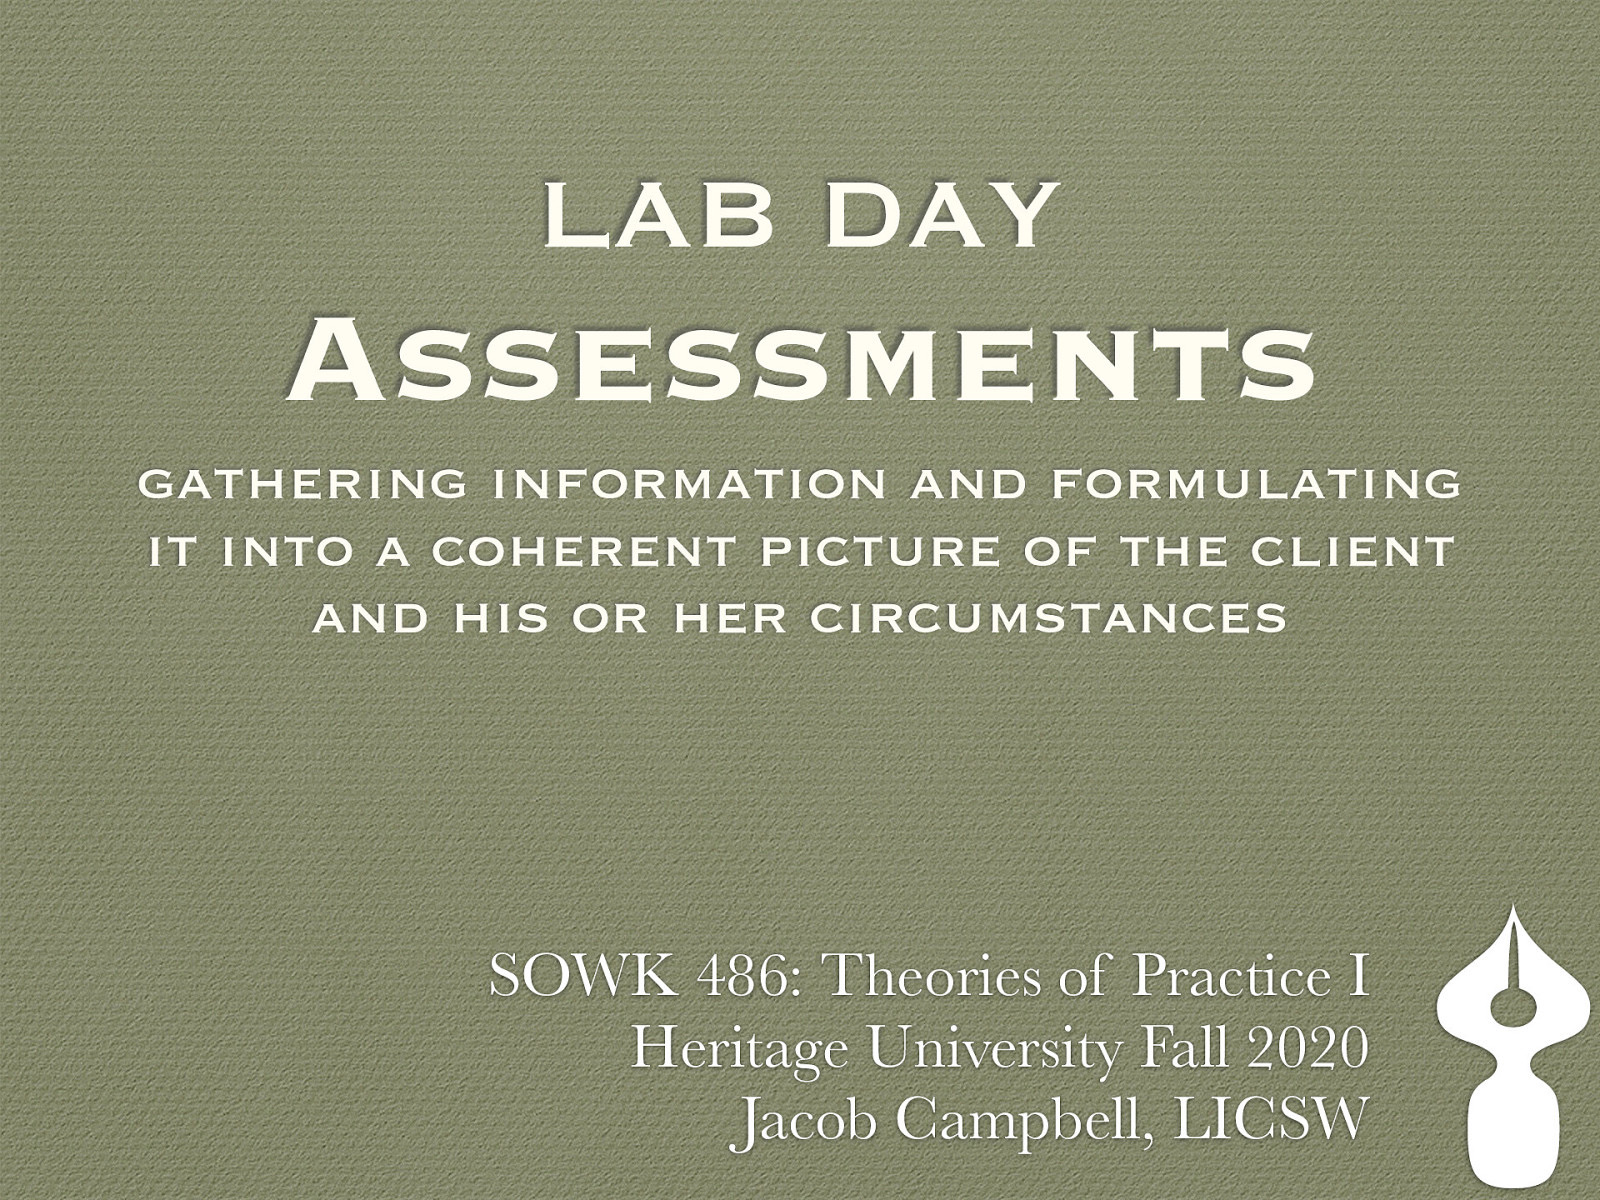 LAB DAY
ASSESSMENTS
GATHERING INFORMATION AND FORMULATING
IT INTO A COHERENT PICTURE OF THE CLIENT
AND HIS OR HER CIRCUMSTANCES
SOWK 486: Theories of Practice I
Heritage University Fall 2020
Jacob Campbell, LICSW